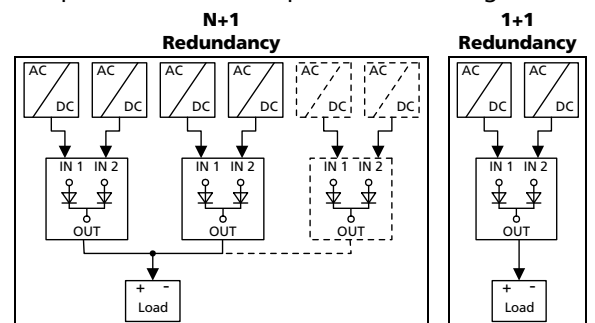 N+1
Redundancy
1+1
Redundancy
AC
DC
AC
DC
AC
DC
AC
DC
AC
DC
AC
DC
AC
DC
AC
DC
IN 1 IN 2
IN 1 IN 2
IN 1 IN 2
IN 1 IN 2
OUT
OUT
OUT
OUT
+ -
Load
+ -
Load